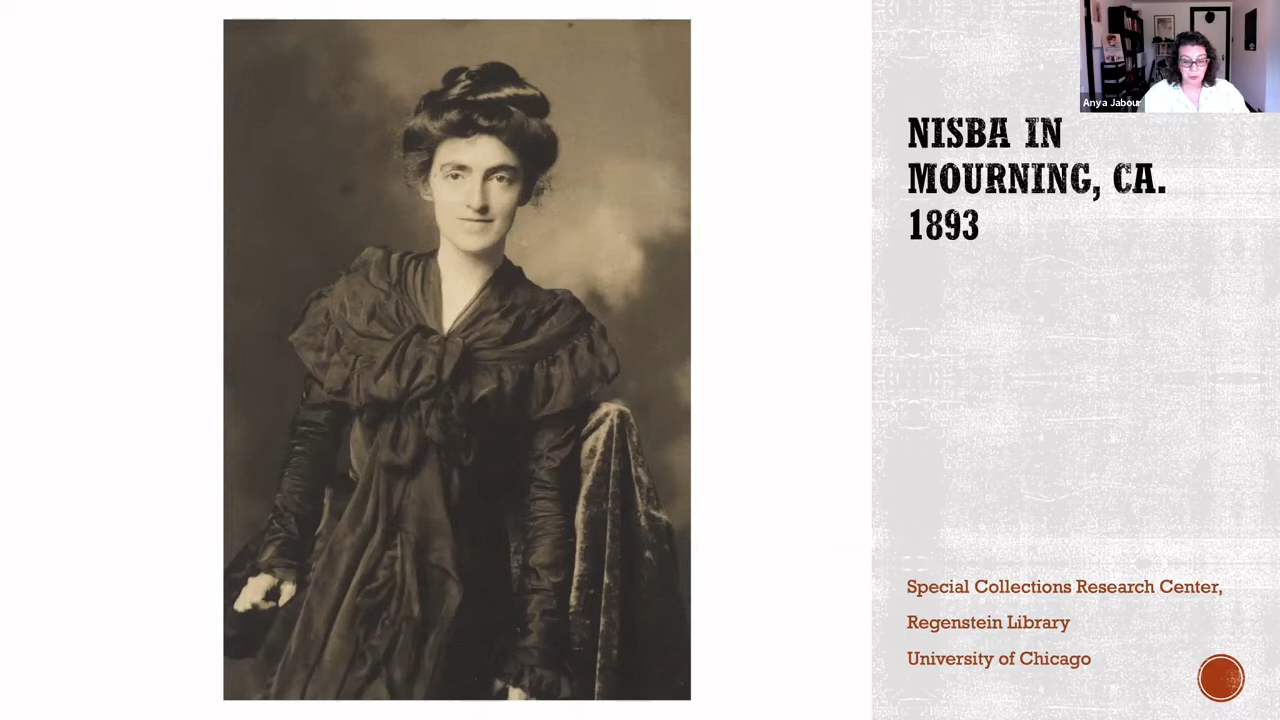 Anya Jabour
NISBA IN
MOURNING, CA.
1893
Special Collections Research Center,
Regenstein Library
University of Chicago